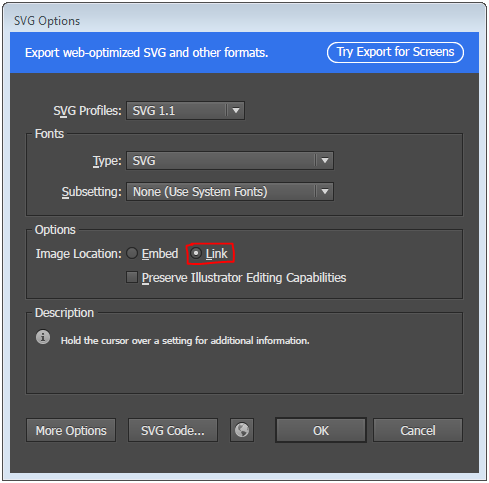 SVG Options
Export web-optimized SVG and other formats.
Try Export for Screens
SVG Profiles: SVG 1.1
Fonts
Type: SVG
Subsetting: None (Use System Fonts)
Options
Image Location: Embed Link
Preserve Illustrator Editing Capabilities
Description
Hold the cursor over a setting for additional information.
More Options SVG Code... OK Cancel